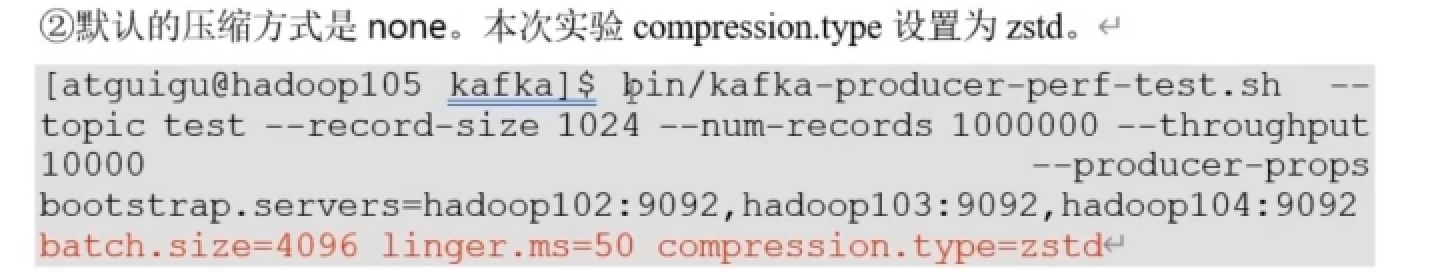 ②默认的压缩方式是 none。本次实验 compression.type 设置为 zstd。↵
[atguigu@hadoop105 kafka]$ bin/kafka-producer-perf-test.sh --
topic test --record-size 1024 --num-records 1000000 --throughput
10000 --producer-props
bootstrap.servers=hadoop102:9092,hadoop103:9092,hadoop104:9092
batch.size=4096 linger.ms=50 compression.type=zstd↵